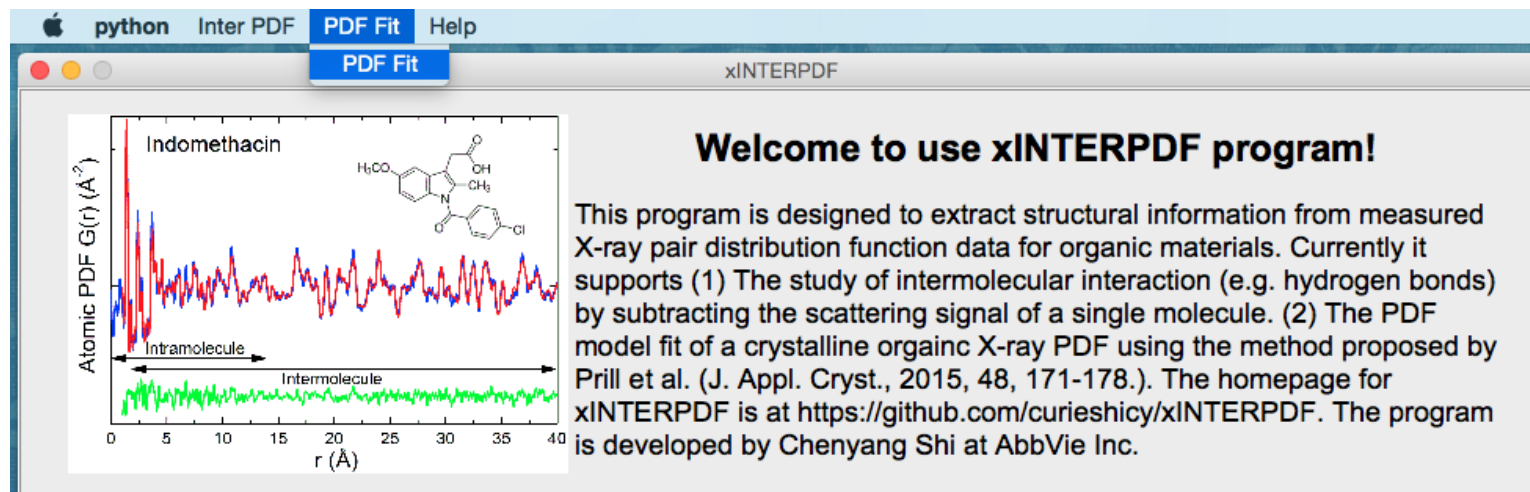 python Inter PDF PDF Fit Help
PDF Fit
xINTERPDF
Indomethacin
O
OH
H₃CO
CH₃
N
O
Cl
Atomic PDF G(r) (Å⁻²)
Intramolecule
Intermolecule
0 5 10 15 20 25 30 35 40
r (Å)
Welcome to use xINTERPDF program!
This program is designed to extract structural information from measured
X-ray pair distribution function data for organic materials. Currently it
supports (1) The study of intermolecular interaction (e.g. hydrogen bonds)
by subtracting the scattering signal of a single molecule. (2) The PDF
model fit of a crystalline orgainc X-ray PDF using the method proposed by
Prill et al. (J. Appl. Cryst., 2015, 48, 171-178.). The homepage for
xINTERPDF is at https://github.com/curieshicy/xINTERPDF. The program
is developed by Chenyang Shi at AbbVie Inc.